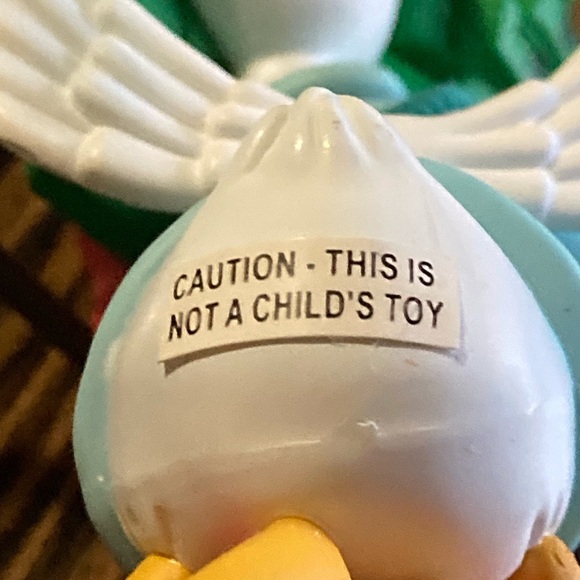 CAUTION - THIS IS
NOT A CHILD'S TOY